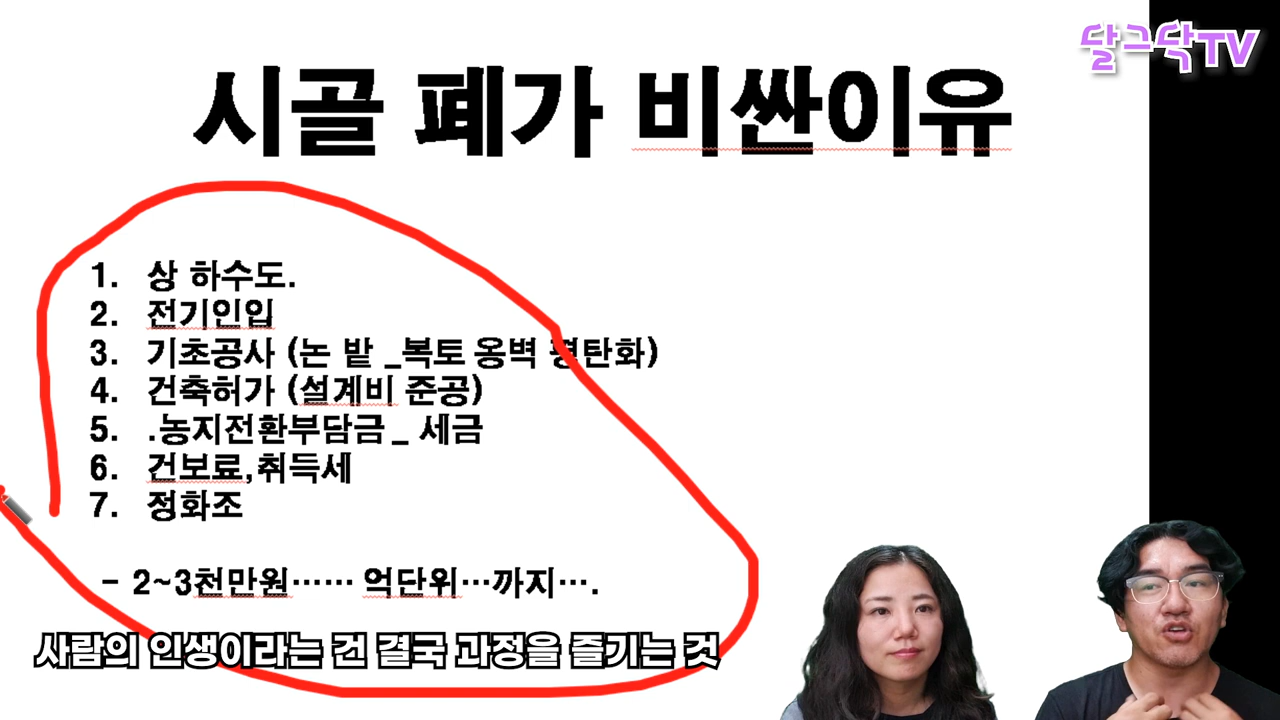 달그닥TV
시골 폐가 비싼이유
1. 상 하수도.
2. 전기인입
3. 기초공사 (논 밭 _복토 옹벽 평탄화)
4. 건축허가 (설계비 준공)
5. .농지전환부담금_ 세금
6. 건보료,취득세
7. 정화조
- 2~3천만원…… 억단위…까지….
사람의 인생이라는 건 결국 과정을 즐기는 것